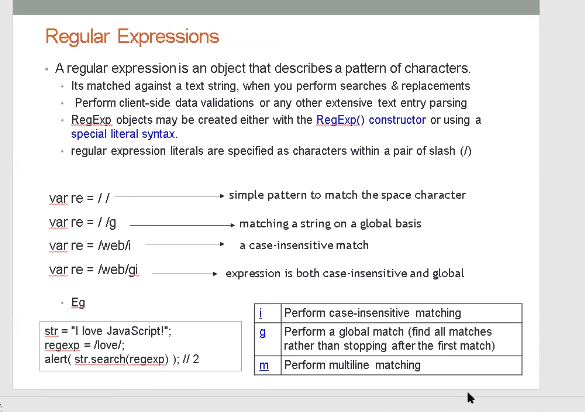 Regular Expressions
• A regular expression is an object that describes a pattern of characters.
• Its matched against a text string, when you perform searches & replacements
• Perform client-side data validations or any other extensive text entry parsing
• RegExp objects may be created either with the RegExp() constructor or using a
special literal syntax.
• regular expression literals are specified as characters within a pair of slash (/)
var re = / / simple pattern to match the space character
var re = / /g matching a string on a global basis
var re = /web/i a case-insensitive match
var re = /web/gi expression is both case-insensitive and global
• Eg
str = "I love JavaScript!";
regexp = /love/;
alert( str.search(regexp) ); // 2
i Perform case-insensitive matching
g Perform a global match (find all matches
rather than stopping after the first match)
m Perform multiline matching